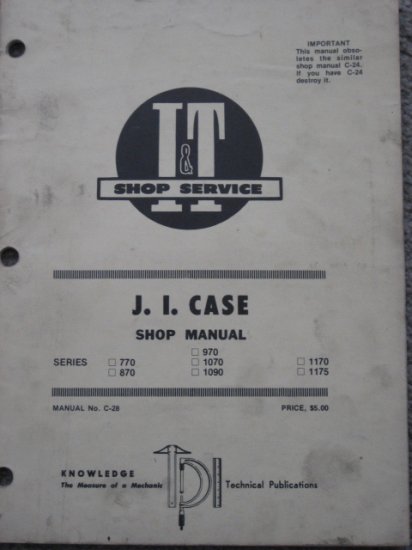 IMPORTANT
This manual obso-
letes the similar
shop manual C-24.
If you have C-24
destroy it.
I&T
SHOP SERVICE
J. I. CASE
SHOP MANUAL
SERIES
770
870
970
1070
1090
1170
1175
MANUAL No. C-28
PRICE, $5.00
KNOWLEDGE
The Measure of a Mechanic
TPI
Technical Publications